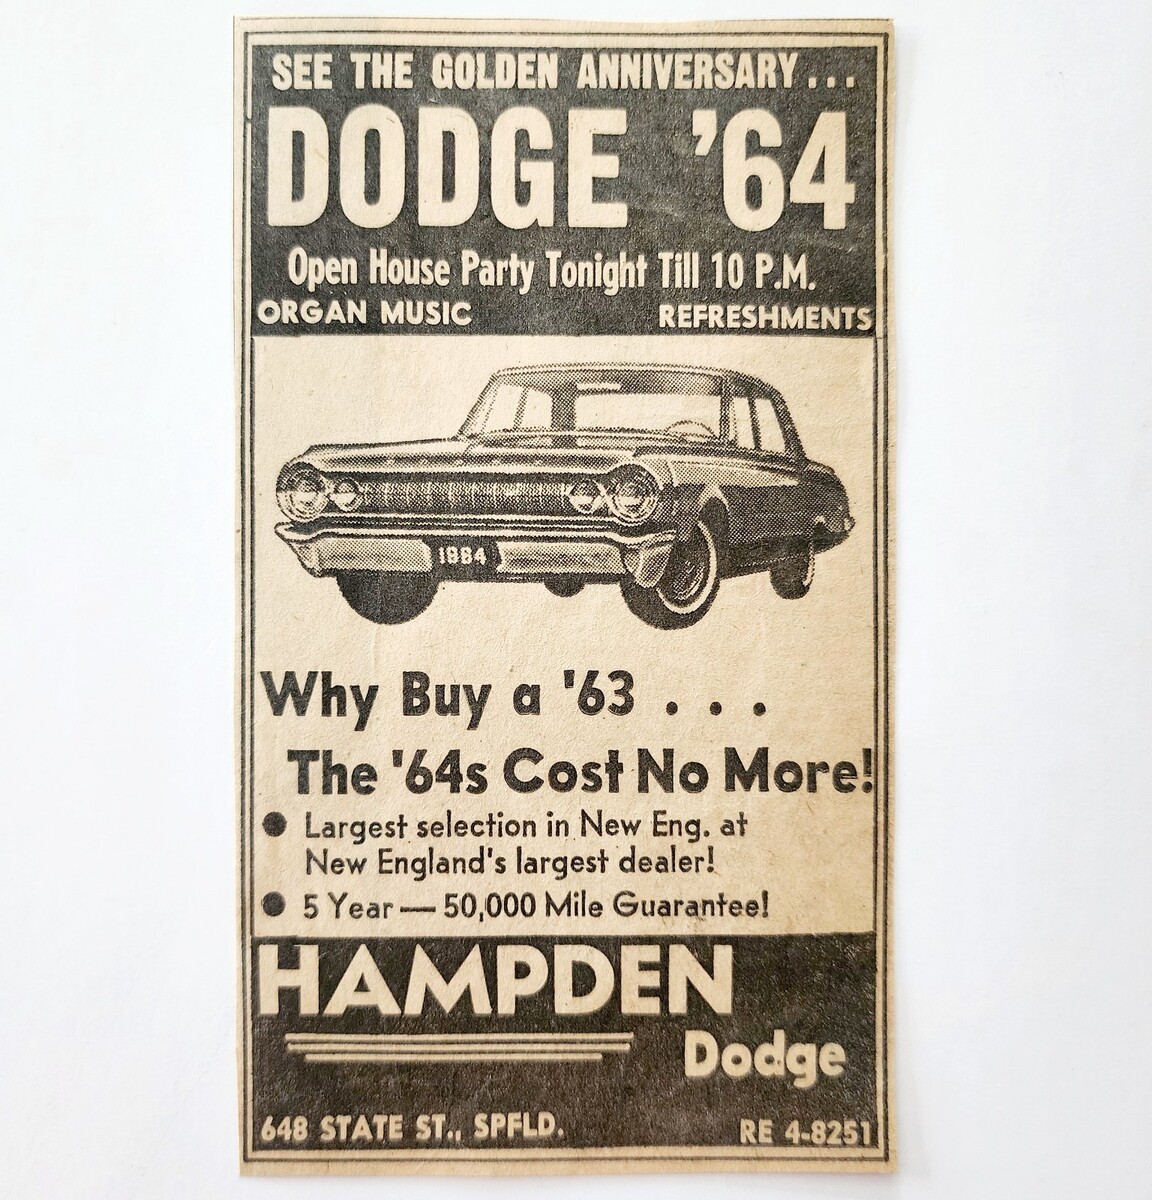 SEE THE GOLDEN ANNIVERSARY...
DODGE '64
Open House Party Tonight Till 10 P.M.
ORGAN MUSIC REFRESHMENTS
1964
Why Buy a '63 . . .
The '64s Cost No More!
● Largest selection in New Eng. at
New England's largest dealer!
● 5 Year — 50,000 Mile Guarantee!
HAMPDEN
Dodge
648 STATE ST., SPFLD. RE 4-8251